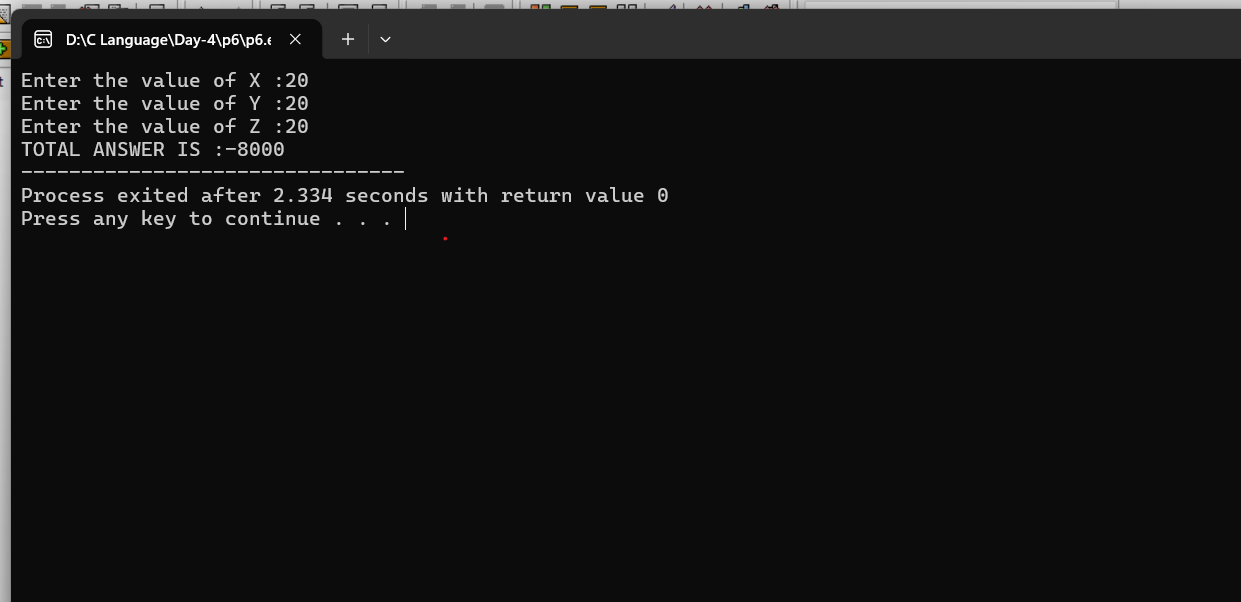 D:\C Language\Day-4\p6\p6.e
Enter the value of X :20
Enter the value of Y :20
Enter the value of Z :20
TOTAL ANSWER IS :-8000
--------------------------------
Process exited after 2.334 seconds with return value 0
Press any key to continue . . .